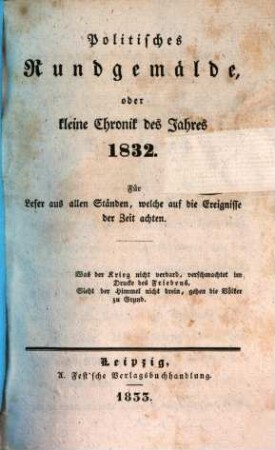 Politisches
Rundgemälde,
oder
kleine Chronik des Jahres
1832.
Für
Leser aus allen Ständen, welche auf die Ereignisse
der Zeit achten.
Was der Krieg nicht verdarb, verschmachtet im
Drucke des Friedens.
Sieht der Himmel nicht drein, gehen die Völker
zu Grund.
Leipzig,
A. Fest'sche Verlagsbuchhandlung.
1833.